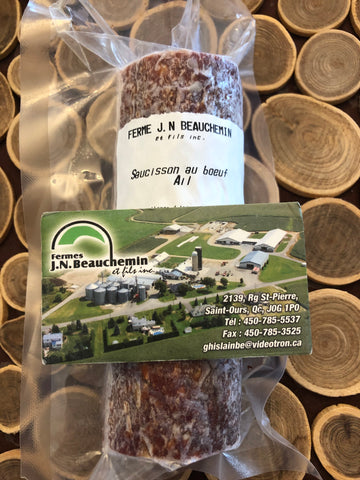 FERME J. N BEAUCHEMIN
et fils inc.
Saucisson au boeuf
Ail
Fermes
J.N.Beauchemin
et fils inc.
2139, Rg St-Pierre,
Saint-Ours, Qc, J0G 1P0
Tél : 450-785-5537
Fax : 450-785-3525
ghislainbe@videotron.ca